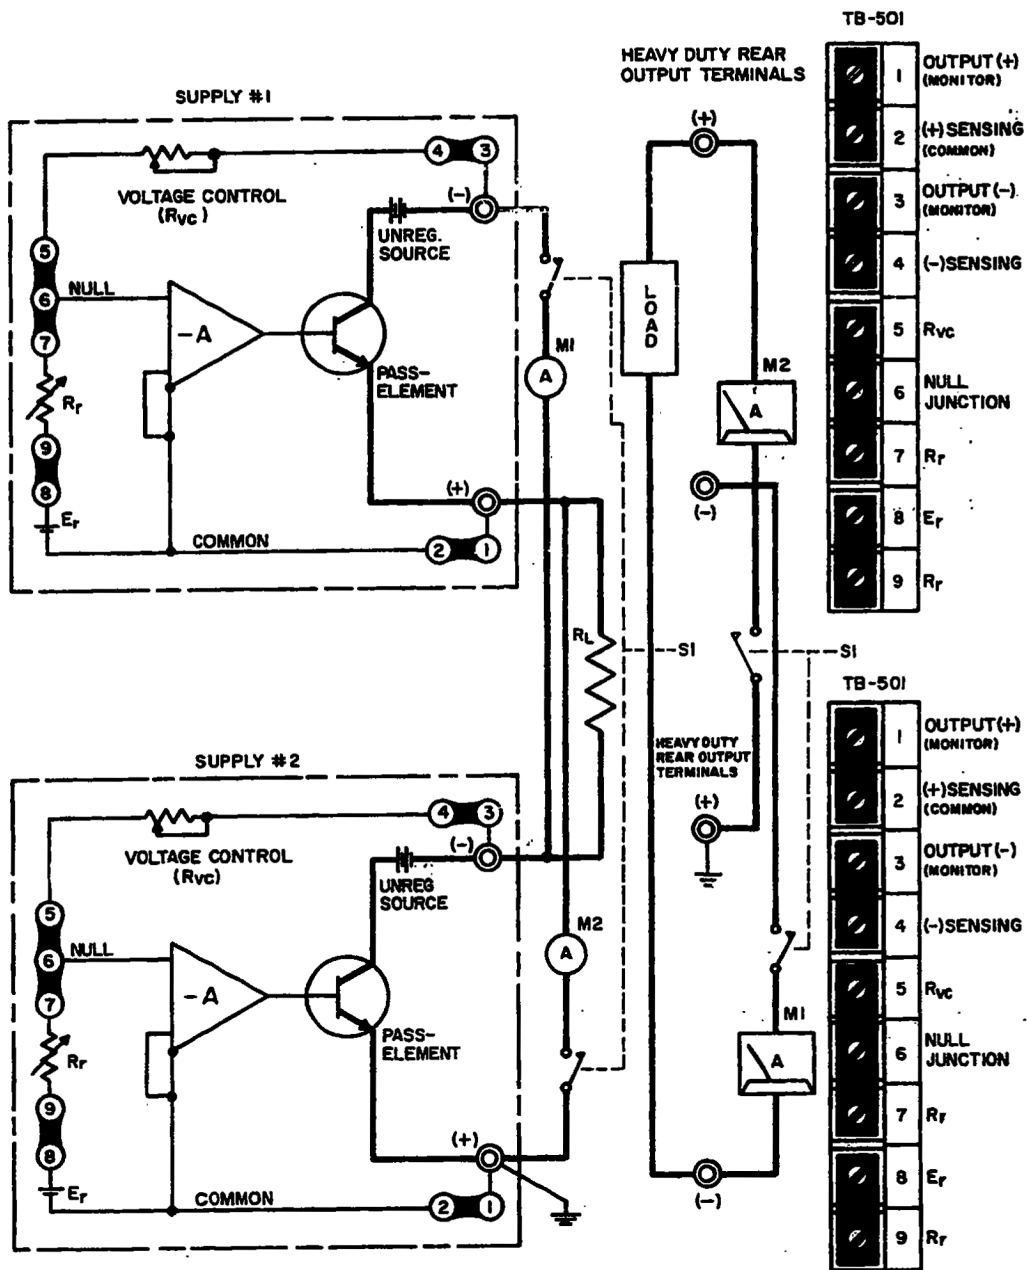 SUPPLY #1
4
3
(-)
VOLTAGE CONTROL
(Rvc)
UNREG.
SOURCE
5
6
NULL
7
-A
PASS-
ELEMENT
Rr
9
8
Er
(+)
COMMON
2
1
M1
A
RL
S1
SUPPLY #2
4
3
(-)
VOLTAGE CONTROL
(Rvc)
UNREG
SOURCE
5
6
NULL
7
-A
PASS-
ELEMENT
Rr
9
8
Er
(+)
COMMON
2
1
M2
A
HEAVY DUTY REAR
OUTPUT TERMINALS
(+)
LOAD
M2
A
(-)
S1
HEAVY DUTY
REAR OUTPUT
TERMINALS
(+)
M1
A
(-)
TB-501
1 OUTPUT (+)
(MONITOR)
2 (+) SENSING
(COMMON)
3 OUTPUT (-)
(MONITOR)
4 (-) SENSING
5 Rvc
6 NULL
JUNCTION
7 Rr
8 Er
9 Rr
TB-501
1 OUTPUT (+)
(MONITOR)
2 (+) SENSING
(COMMON)
3 OUTPUT (-)
(MONITOR)
4 (-) SENSING
5 Rvc
6 NULL
JUNCTION
7 Rr
8 Er
9 Rr